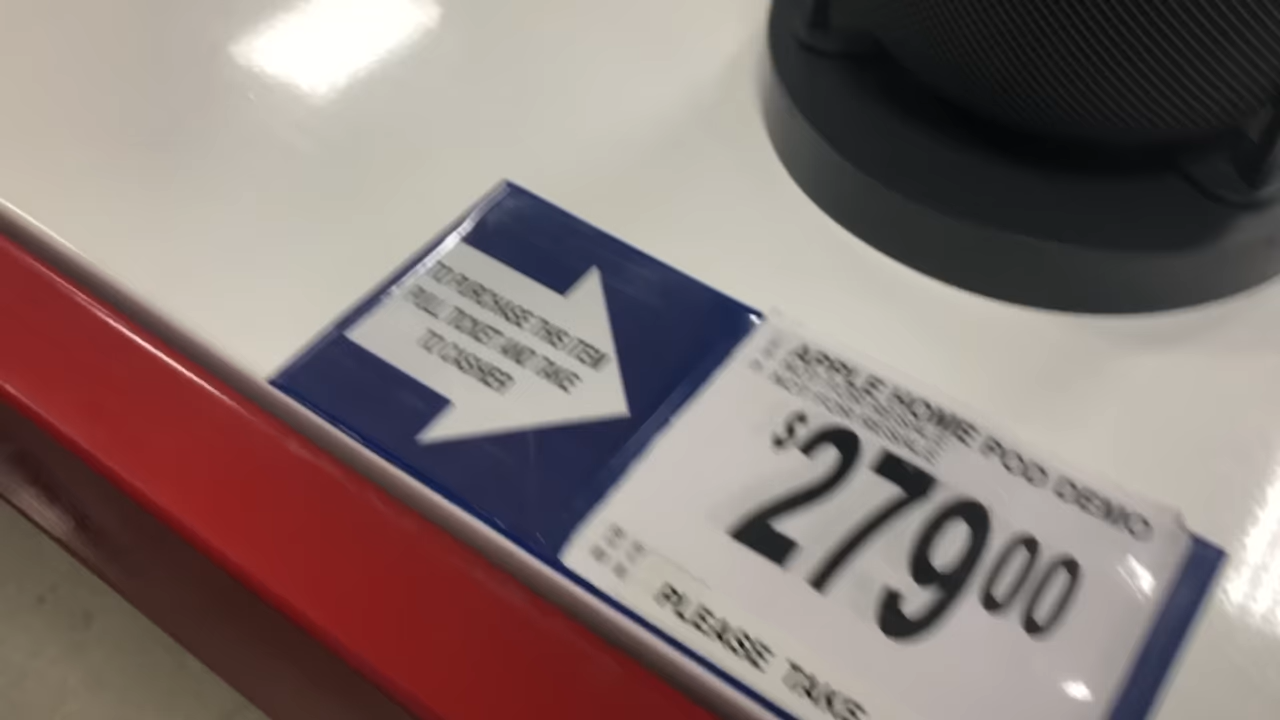 TO PURCHASE THIS ITEM
PULL TICKET AND TAKE
TO CASHIER
APPLE HOME POD DEMO
$279.00
PLEASE TAKE